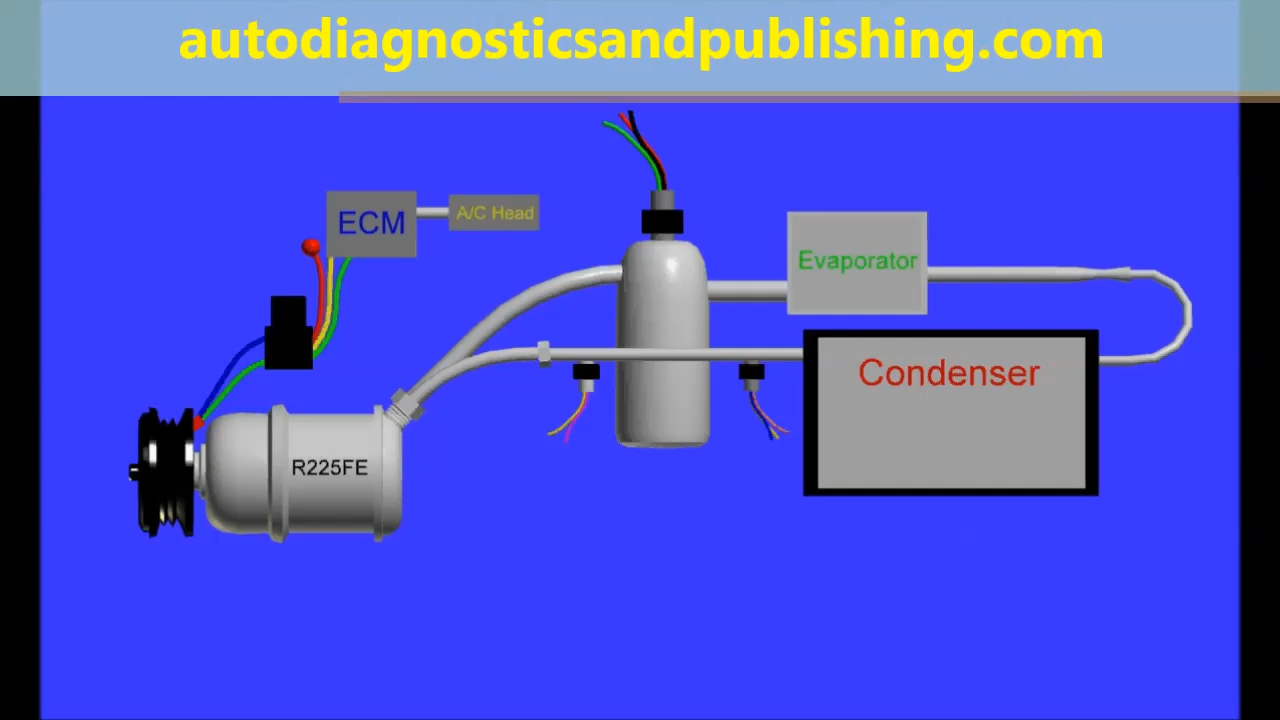 autodiagnosticsandpublishing.com
ECM
A/C Head
Evaporator
Condenser
R225FE